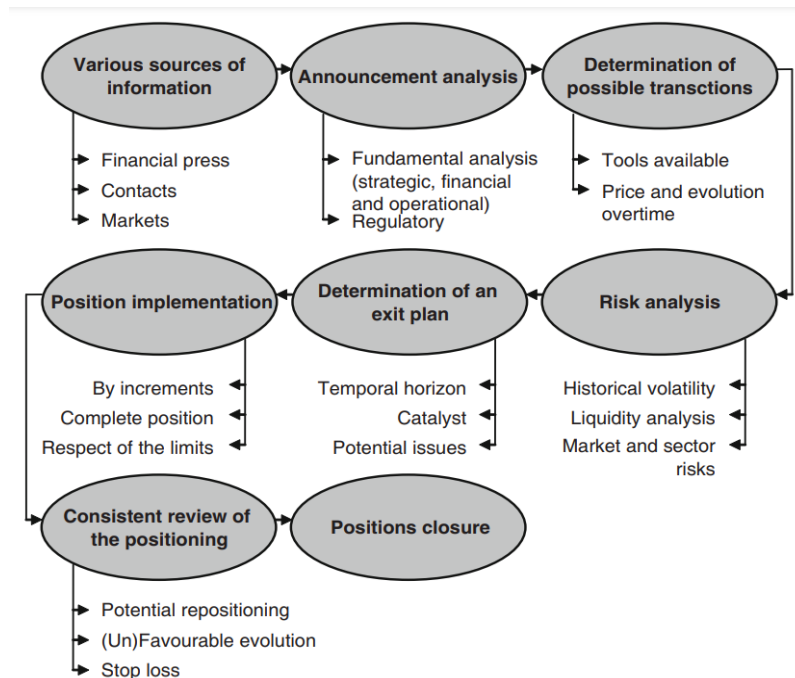 Various sources of
information
Announcement analysis
Determination of
possible transctions
Financial press
Contacts
Markets
Fundamental analysis
(strategic, financial
and operational)
Regulatory
Tools available
Price and evolution
overtime
Position implementation
Determination of an
exit plan
Risk analysis
By increments
Complete position
Respect of the limits
Temporal horizon
Catalyst
Potential issues
Historical volatility
Liquidity analysis
Market and sector
risks
Consistent review of
the positioning
Positions closure
Potential repositioning
(Un)Favourable evolution
Stop loss